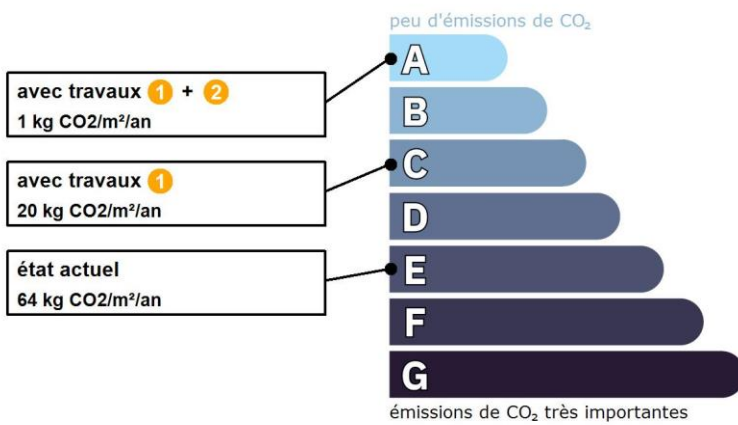 peu d'émissions de CO₂
A
avec travaux 1 + 2
1 kg CO2/m²/an
B
avec travaux 1
20 kg CO2/m²/an
C
D
état actuel
64 kg CO2/m²/an
E
F
G
émissions de CO₂ très importantes